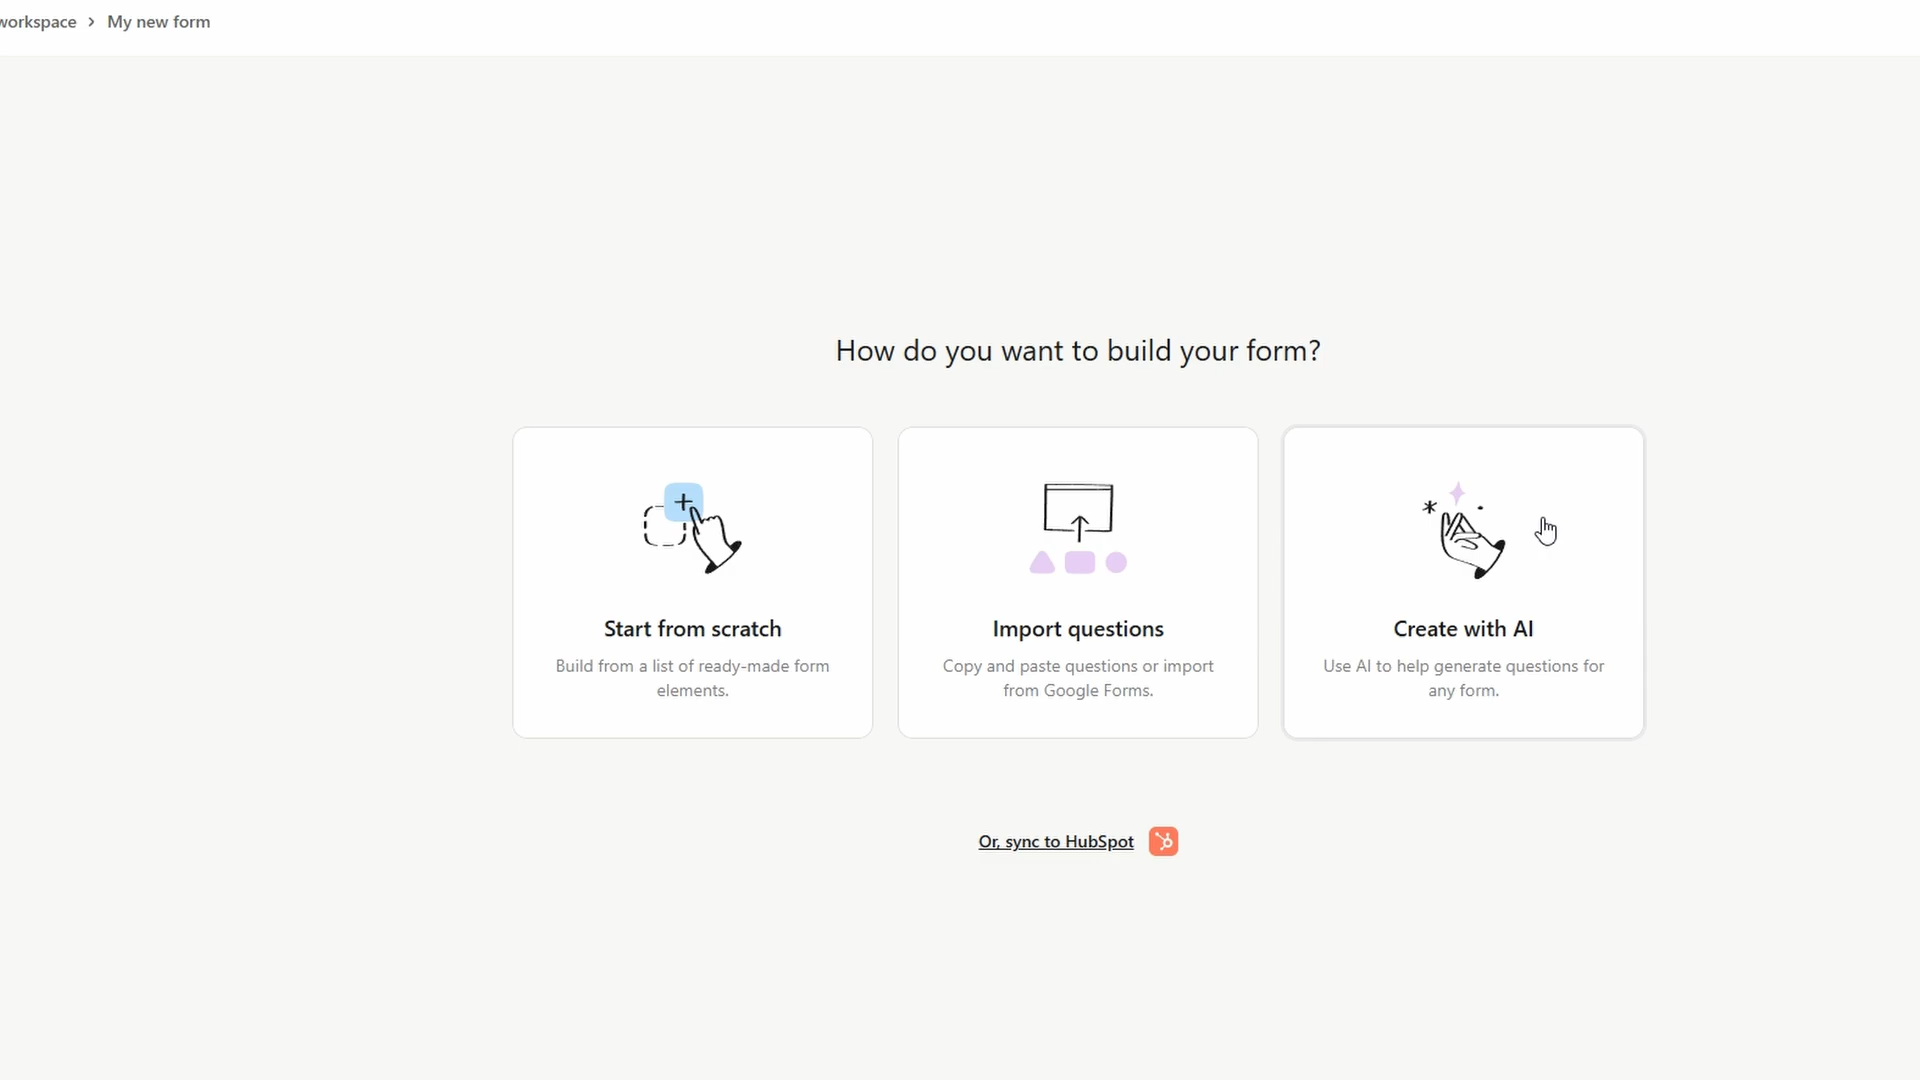 workspace > My new form
How do you want to build your form?
Start from scratch
Build from a list of ready-made form
elements.
Import questions
Copy and paste questions or import
from Google Forms.
Create with AI
Use AI to help generate questions for
any form.
Or, sync to HubSpot